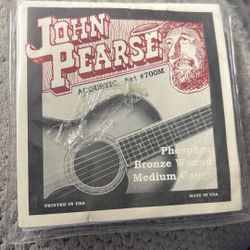 JOHN
PEARSE
ACOUSTIC Set #700M
Phosphor
Bronze Wound
Medium Gauge
PRINTED IN USA
MADE IN USA